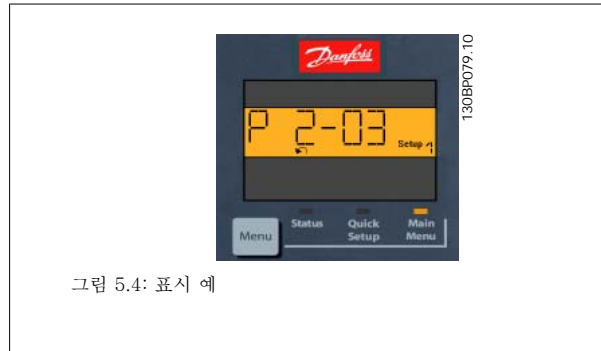 Danfoss
130BP079.10
P 2-03
Setup 1
Status
Quick Setup
Main Menu
Menu
그림 5.4: 표시 예